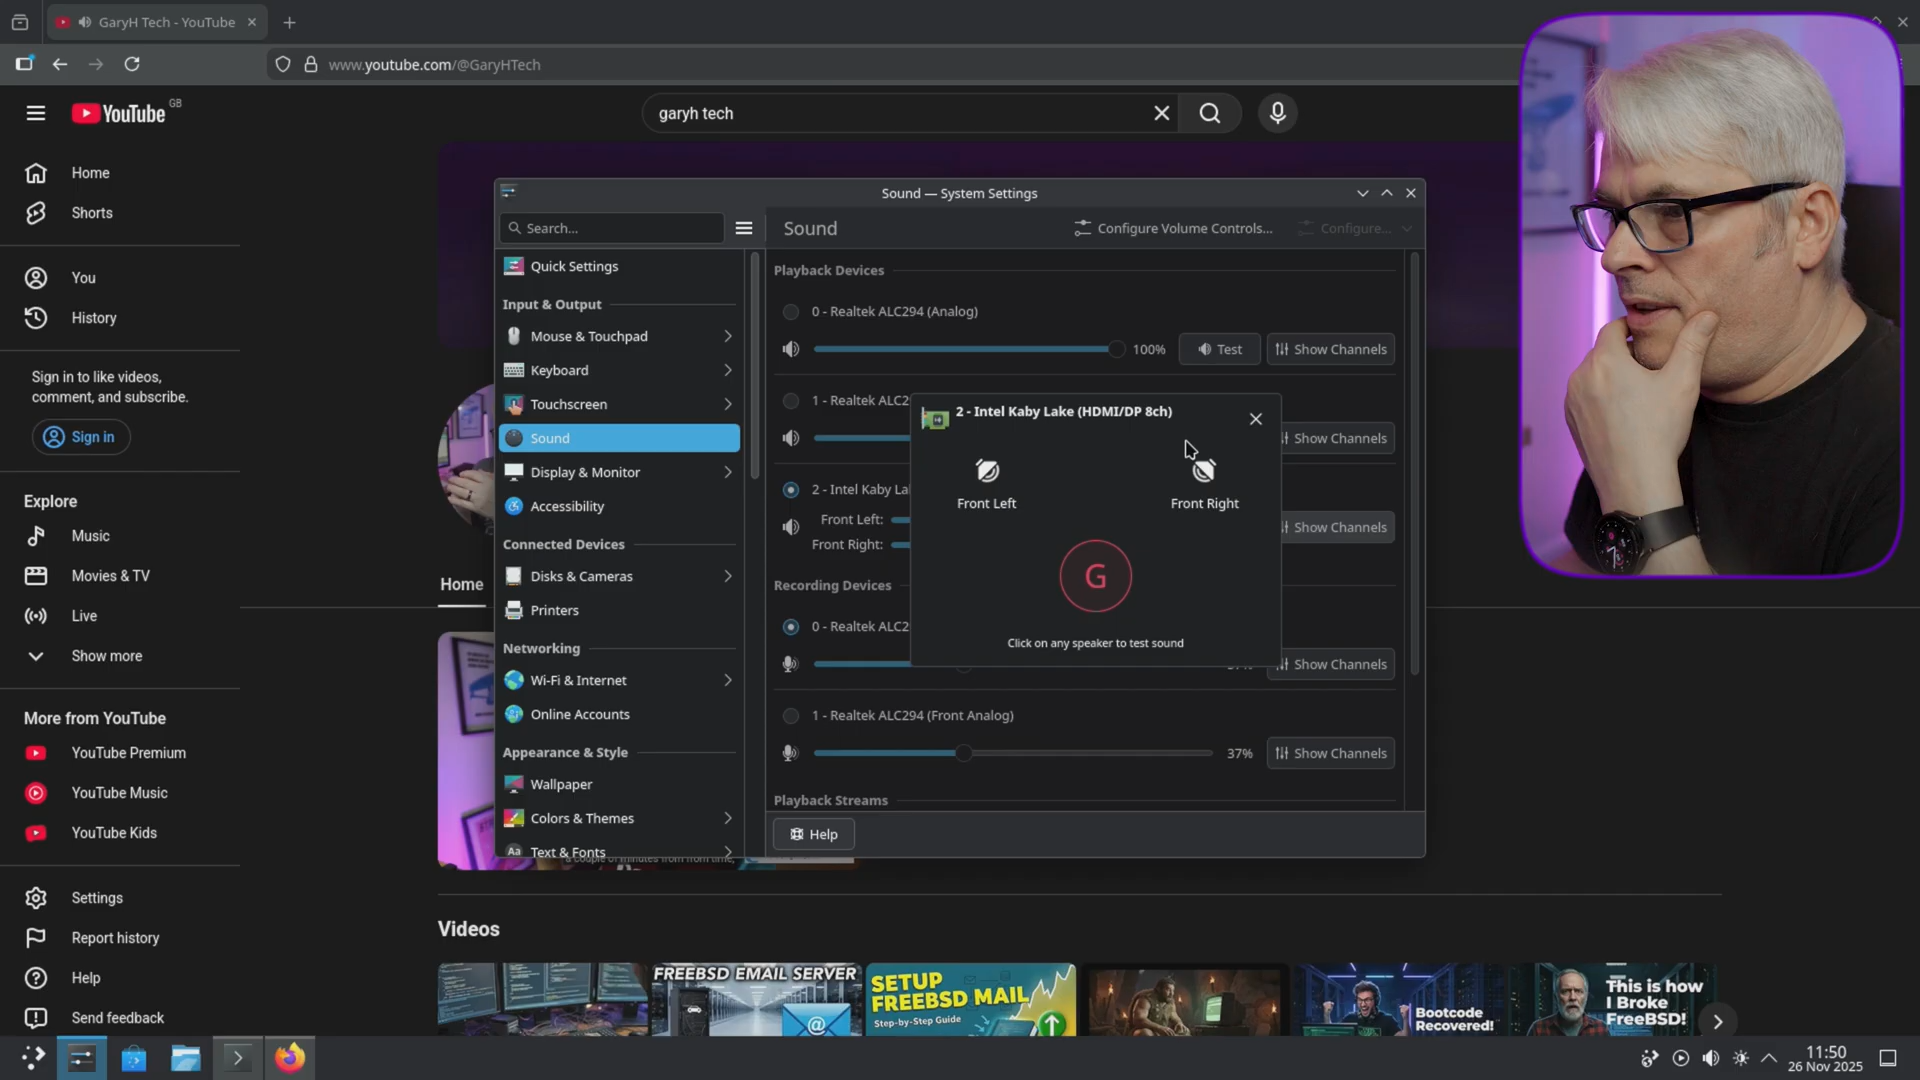 GaryH Tech - YouTube
www.youtube.com/@GaryHTech
YouTube GB
garyh tech
Home
Shorts
You
History
Sign in to like videos,
comment, and subscribe.
Sign in
Explore
Music
Movies & TV
Live
Show more
More from YouTube
YouTube Premium
YouTube Music
YouTube Kids
Settings
Report history
Help
Send feedback
Home
Sound — System Settings
Search...
Quick Settings
Input & Output
Mouse & Touchpad
Keyboard
Touchscreen
Sound
Display & Monitor
Accessibility
Connected Devices
Disks & Cameras
Printers
Networking
Wi-Fi & Internet
Online Accounts
Appearance & Style
Wallpaper
Colors & Themes
Aa Text & Fonts
Sound
Configure Volume Controls...
Configure...
Playback Devices
0 - Realtek ALC294 (Analog)
100%
Test
Show Channels
1 - Realtek ALC2
Show Channels
2 - Intel Kaby La
Front Left:
Front Right:
Show Channels
Recording Devices
0 - Realtek ALC2
Show Channels
1 - Realtek ALC294 (Front Analog)
37%
Show Channels
Playback Streams
Help
2 - Intel Kaby Lake (HDMI/DP 8ch)
Front Left
Front Right
G
Click on any speaker to test sound
a couple of minutes from from time,
Videos
FREEBSD EMAIL SERVER
@
SETUP
FREEBSD MAIL
Step-by-Step Guide
Bootcode
Recovered!
This is how
I Broke
FreeBSD!
11:50
26 Nov 2025